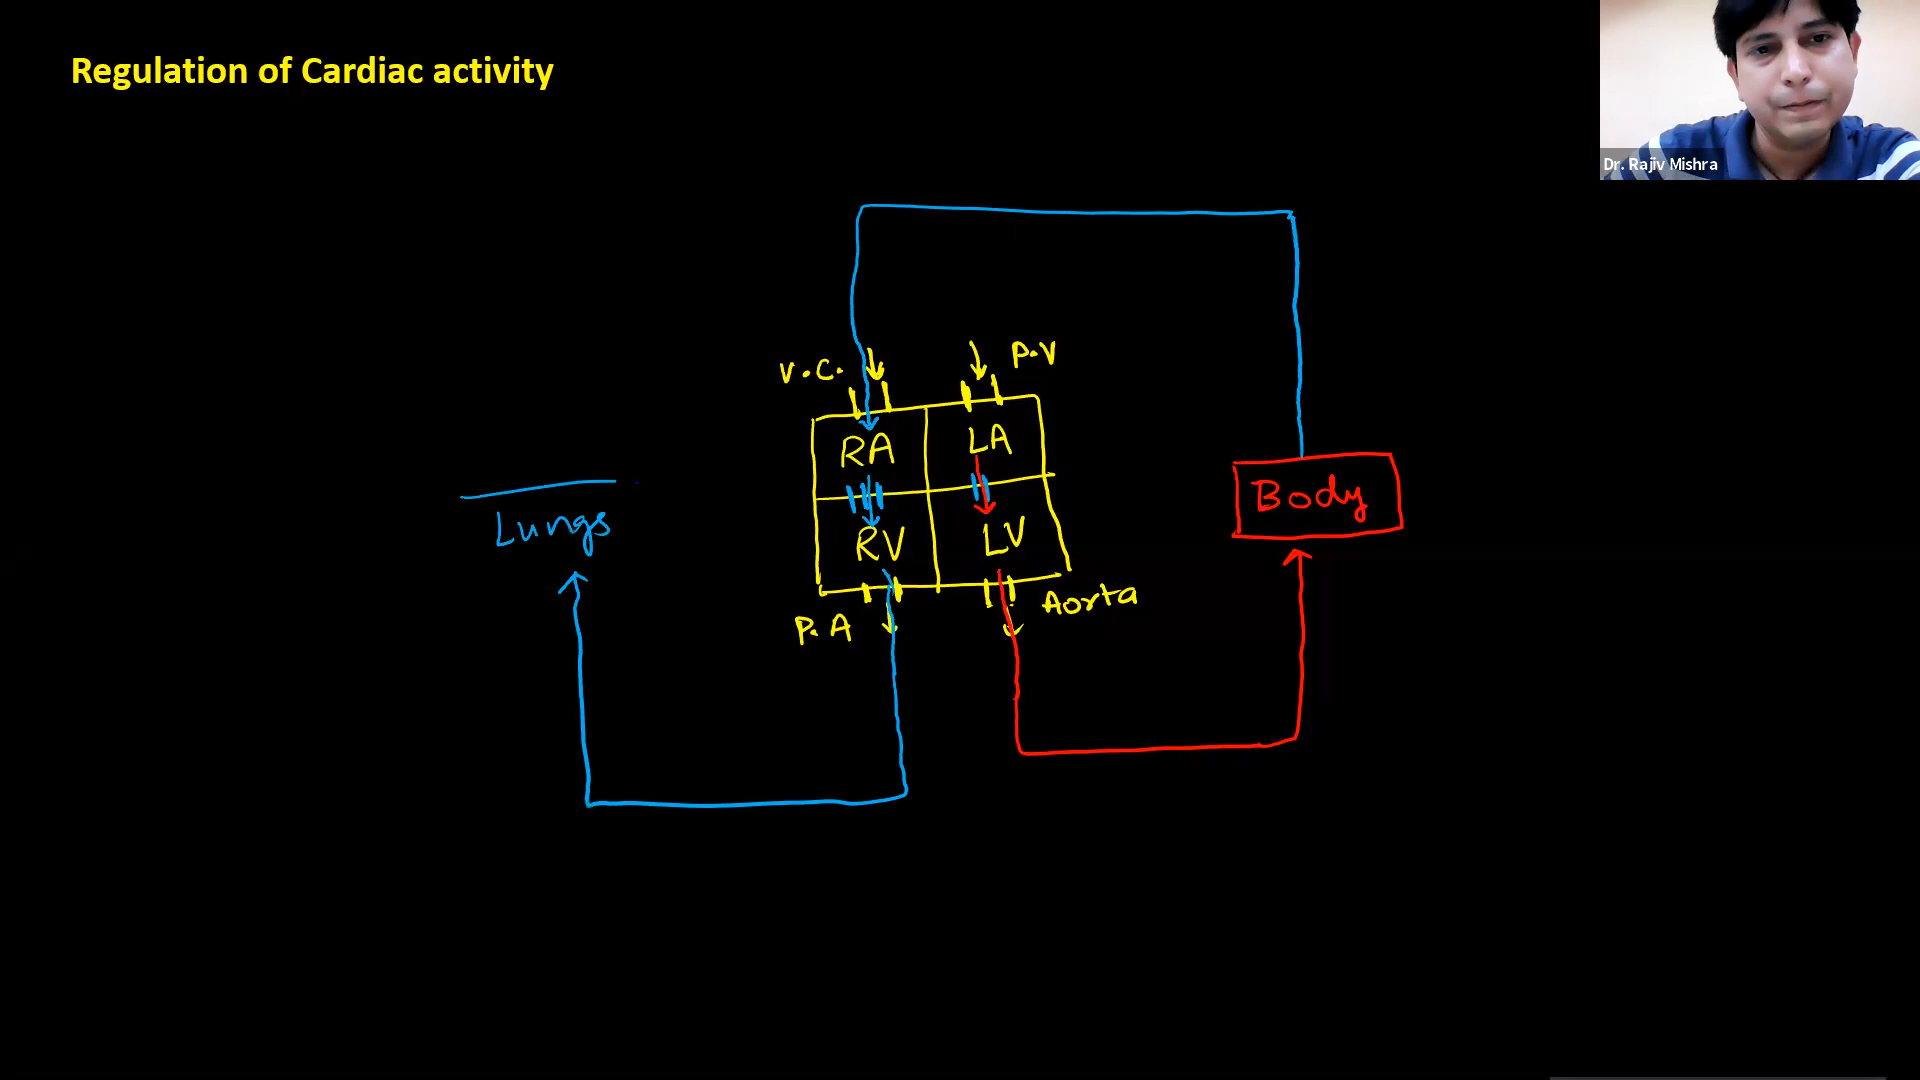 Regulation of Cardiac activity
Dr. Rajiv Mishra
V.C.
P.V
RA
LA
Lungs
RV
LV
Body
P.A
Aorta